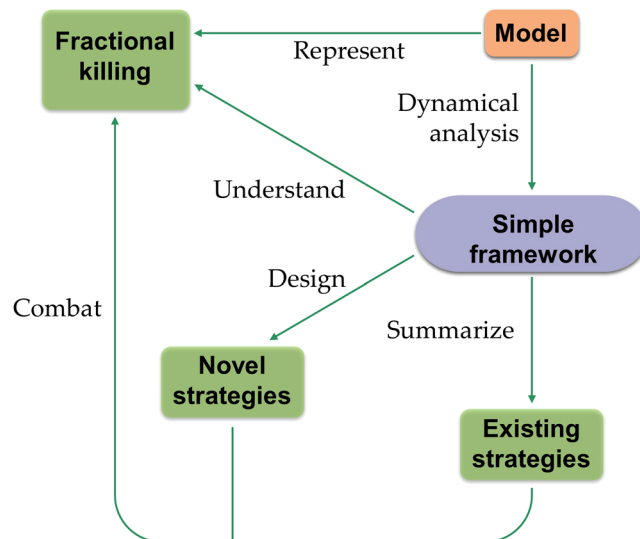 Fractional
killing
Represent
Model
Dynamical
analysis
Understand
Simple
framework
Design
Combat
Summarize
Novel
strategies
Existing
strategies